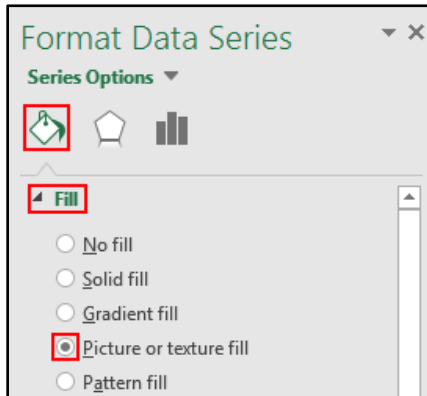 Format Data Series
Series Options
Fill
No fill
Solid fill
Gradient fill
Picture or texture fill
Pattern fill